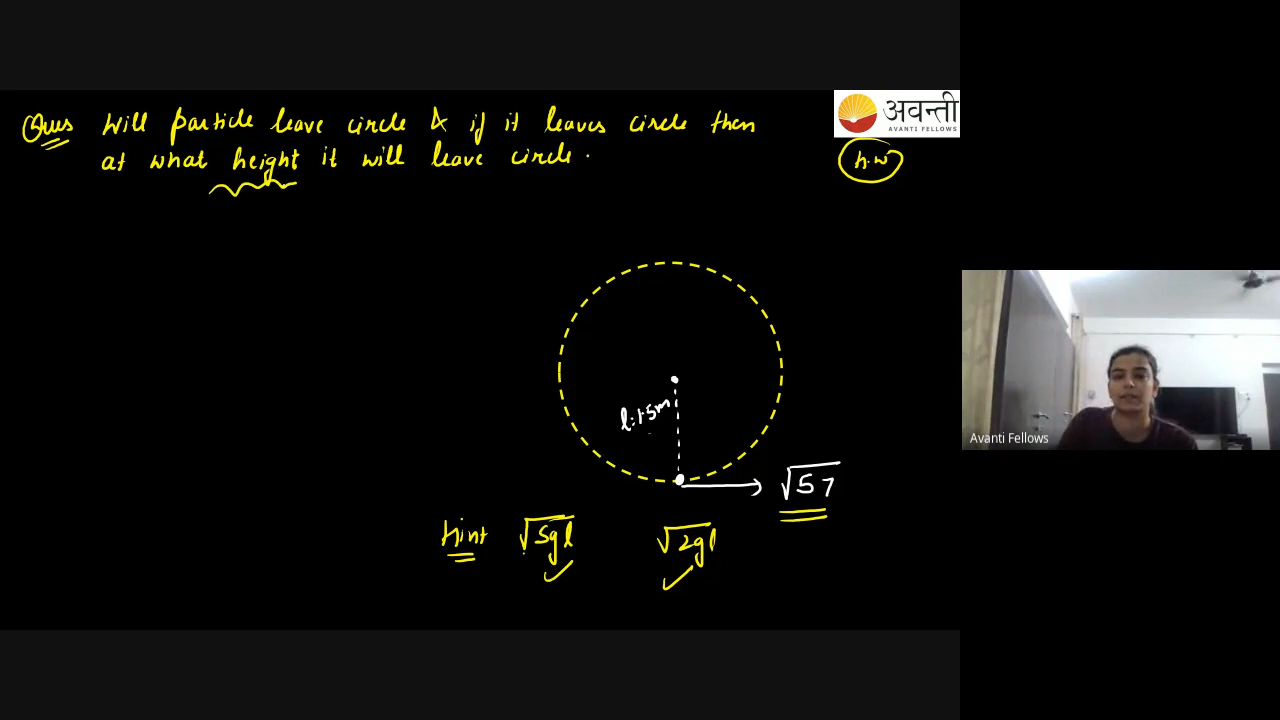 Ques Will particle leave circle & if it leaves circle then
at what height it will leave circle.
अवन्ती
AVANTI FELLOWS
h.w
l=1.5m
√57
Hint √5gl √2gl
Avanti Fellows